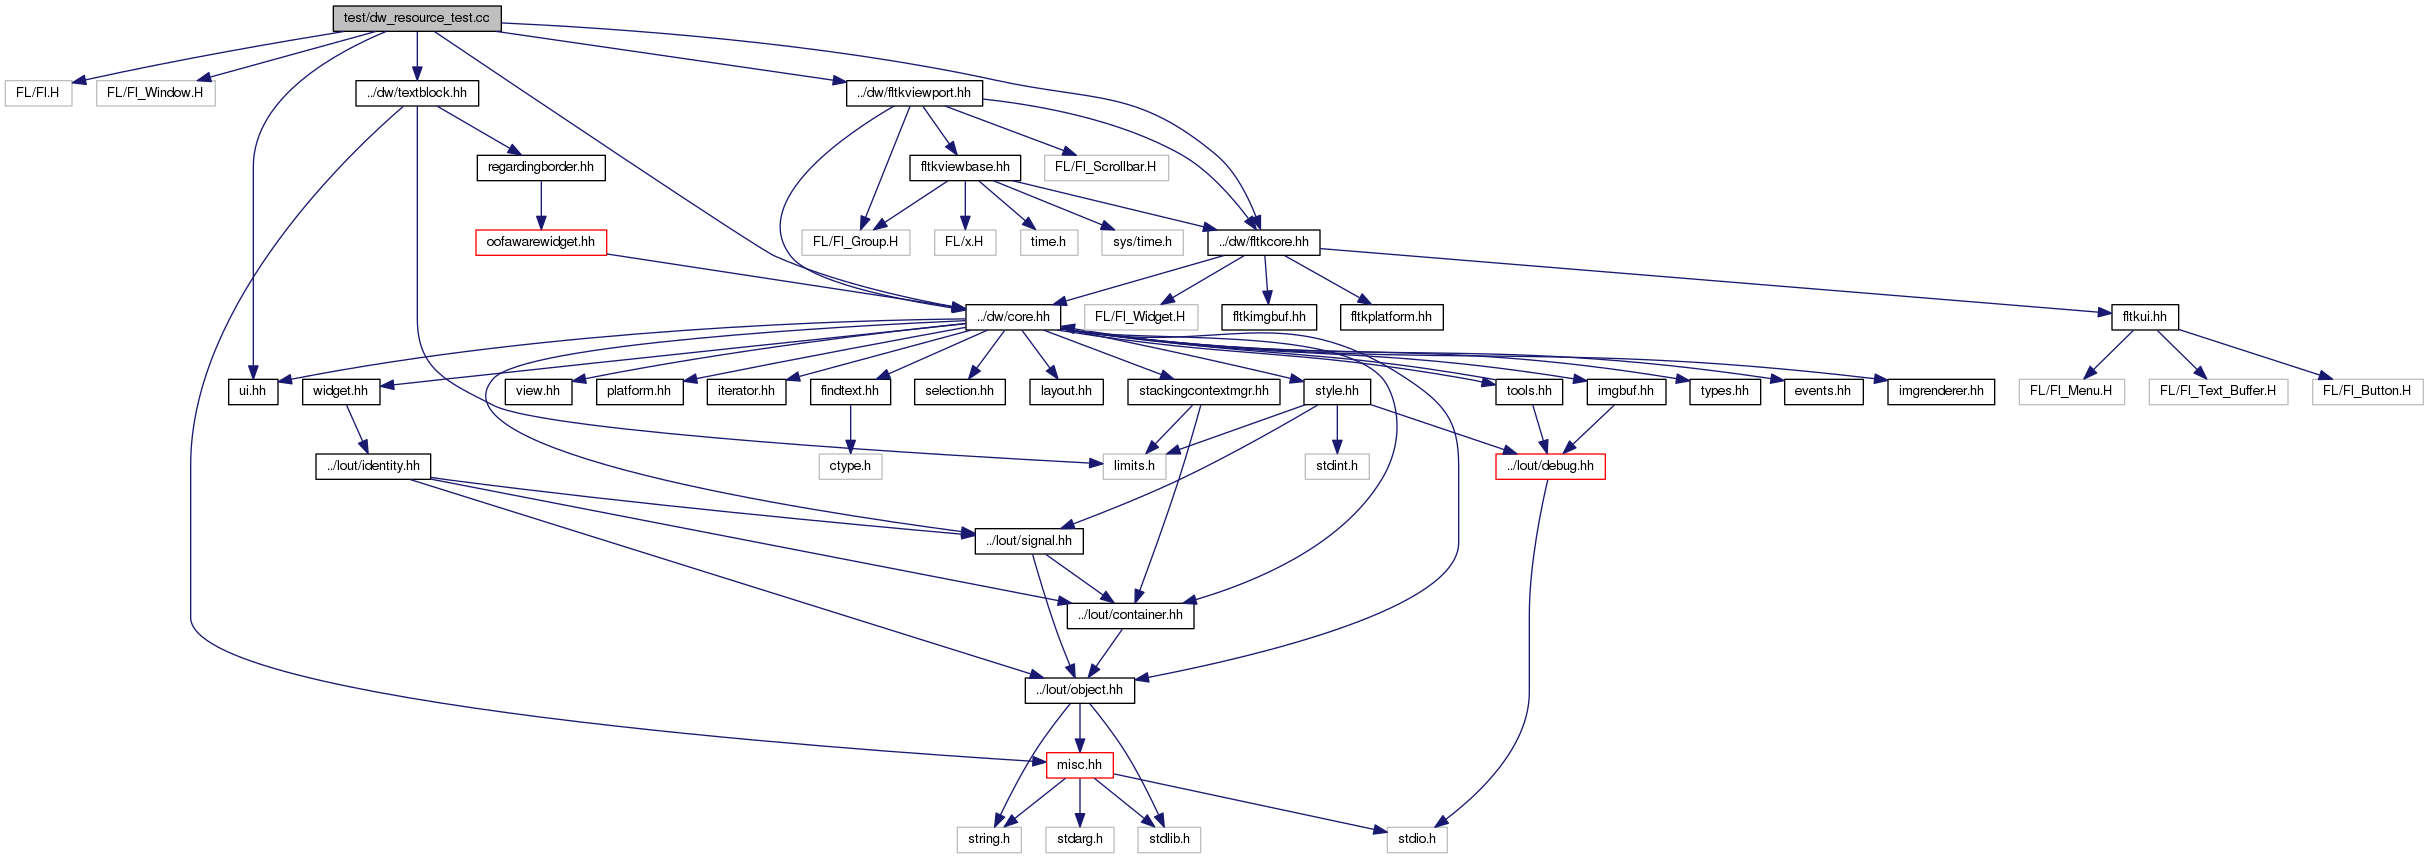 test/dw_resource_test.cc
FL/Fl.H
FL/Fl_Window.H
../dw/textblock.hh
../dw/fltkviewport.hh
regardingborder.hh
fltkviewbase.hh
FL/Fl_Scrollbar.H
oofawarewidget.hh
FL/Fl_Group.H
FL/x.H
time.h
sys/time.h
../dw/fltkcore.hh
../dw/core.hh
FL/Fl_Widget.H
fltkimgbuf.hh
fltkplatform.hh
fltkui.hh
ui.hh
widget.hh
view.hh
platform.hh
iterator.hh
findtext.hh
selection.hh
layout.hh
stackingcontextmgr.hh
style.hh
tools.hh
imgbuf.hh
types.hh
events.hh
imgrenderer.hh
FL/Fl_Menu.H
FL/Fl_Text_Buffer.H
FL/Fl_Button.H
../lout/identity.hh
ctype.h
limits.h
stdint.h
../lout/debug.hh
../lout/signal.hh
../lout/container.hh
../lout/object.hh
misc.hh
string.h
stdarg.h
stdlib.h
stdio.h